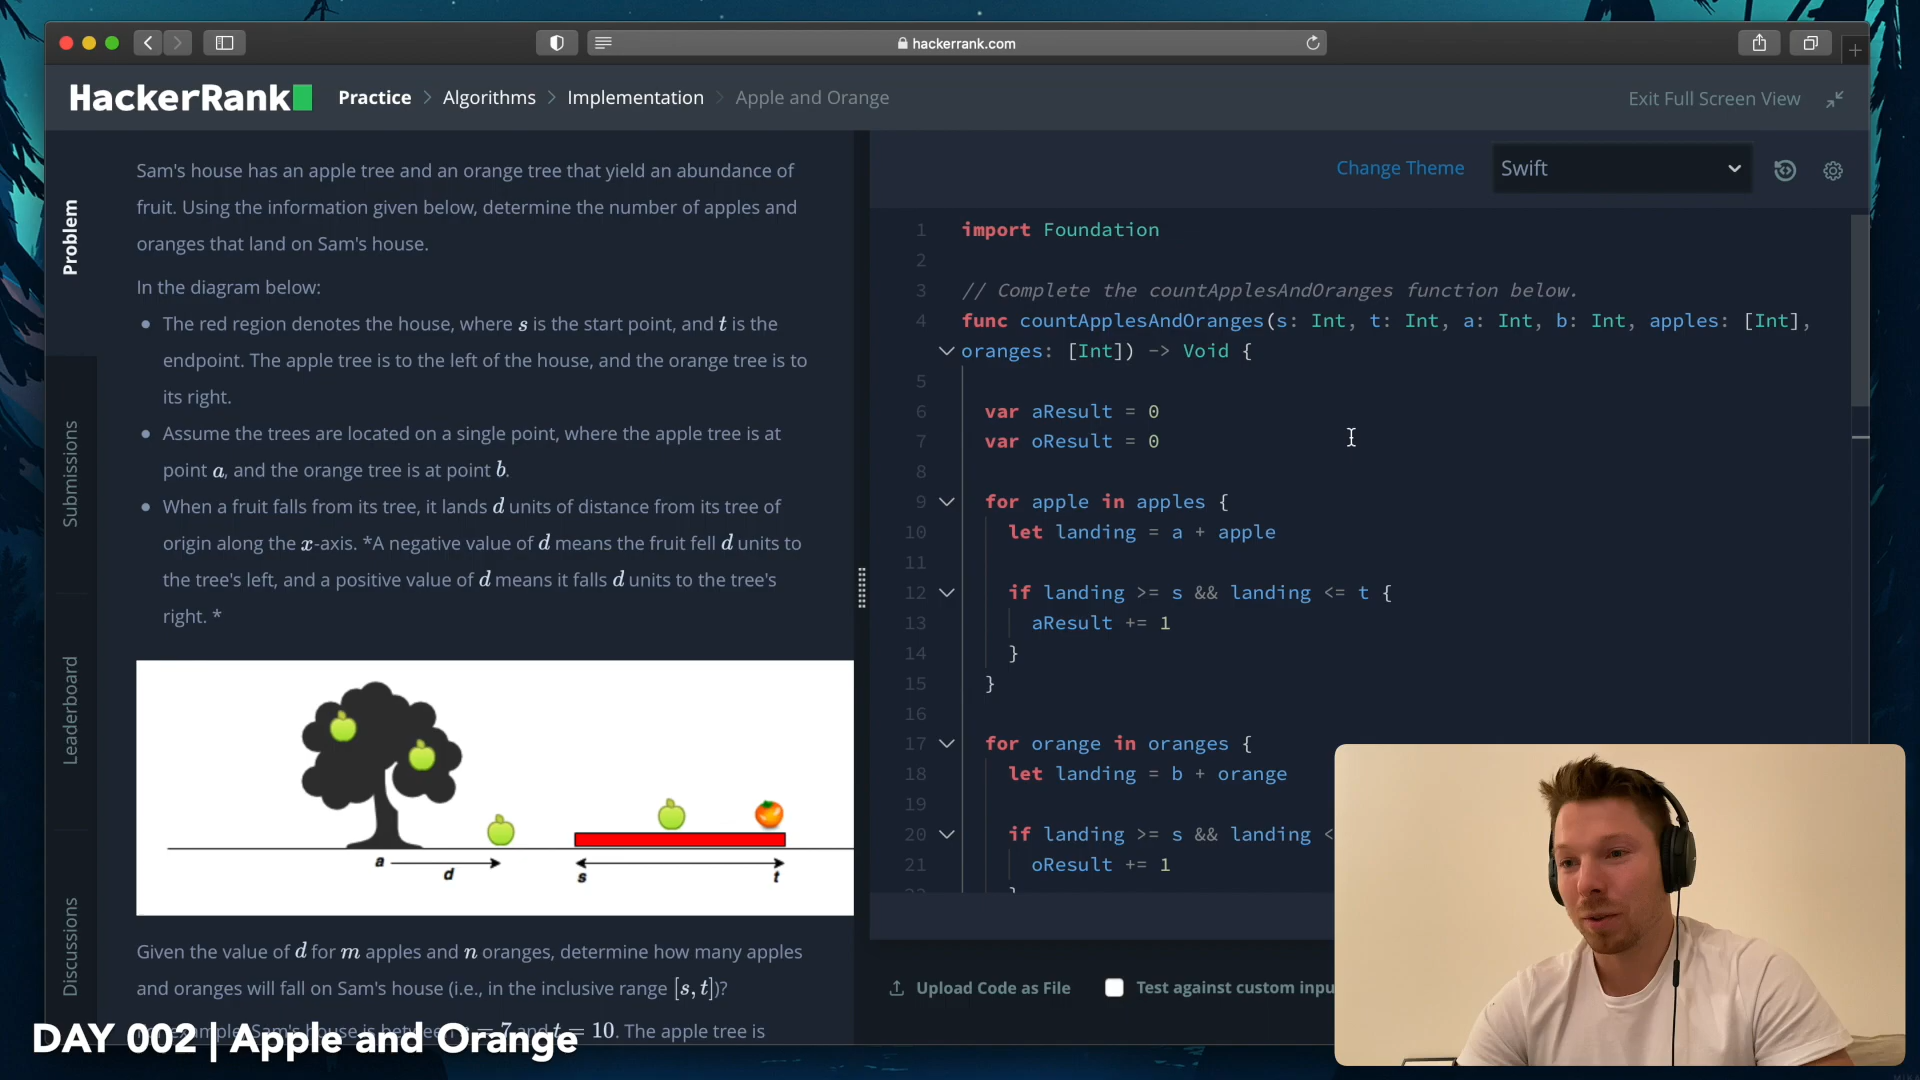 hackerrank.com
HackerRank
Practice > Algorithms > Implementation > Apple and Orange
Exit Full Screen View
Problem
Submissions
Leaderboard
Discussions
Sam's house has an apple tree and an orange tree that yield an abundance of
fruit. Using the information given below, determine the number of apples and
oranges that land on Sam's house.
In the diagram below:
• The red region denotes the house, where s is the start point, and t is the
endpoint. The apple tree is to the left of the house, and the orange tree is to
its right.
• Assume the trees are located on a single point, where the apple tree is at
point a, and the orange tree is at point b.
• When a fruit falls from its tree, it lands d units of distance from its tree of
origin along the x-axis. *A negative value of d means the fruit fell d units to
the tree's left, and a positive value of d means it falls d units to the tree's
right. *
a
d
s
t
Given the value of d for m apples and n oranges, determine how many apples
and oranges will fall on Sam's house (i.e., in the inclusive range [s, t])?
example, Sam's house is between s = 7 and t = 10. The apple tree is
Change Theme
Swift
1 import Foundation
2
3 // Complete the countApplesAndOranges function below.
4 func countApplesAndOranges(s: Int, t: Int, a: Int, b: Int, apples: [Int],
oranges: [Int]) -> Void {
5
6 var aResult = 0
7 var oResult = 0
8
9 for apple in apples {
10 let landing = a + apple
11
12 if landing >= s && landing <= t {
13 aResult += 1
14 }
15 }
16
17 for orange in oranges {
18 let landing = b + orange
19
20 if landing >= s && landing <
21 oResult += 1
Upload Code as File
Test against custom inpu
DAY 002 | Apple and Orange